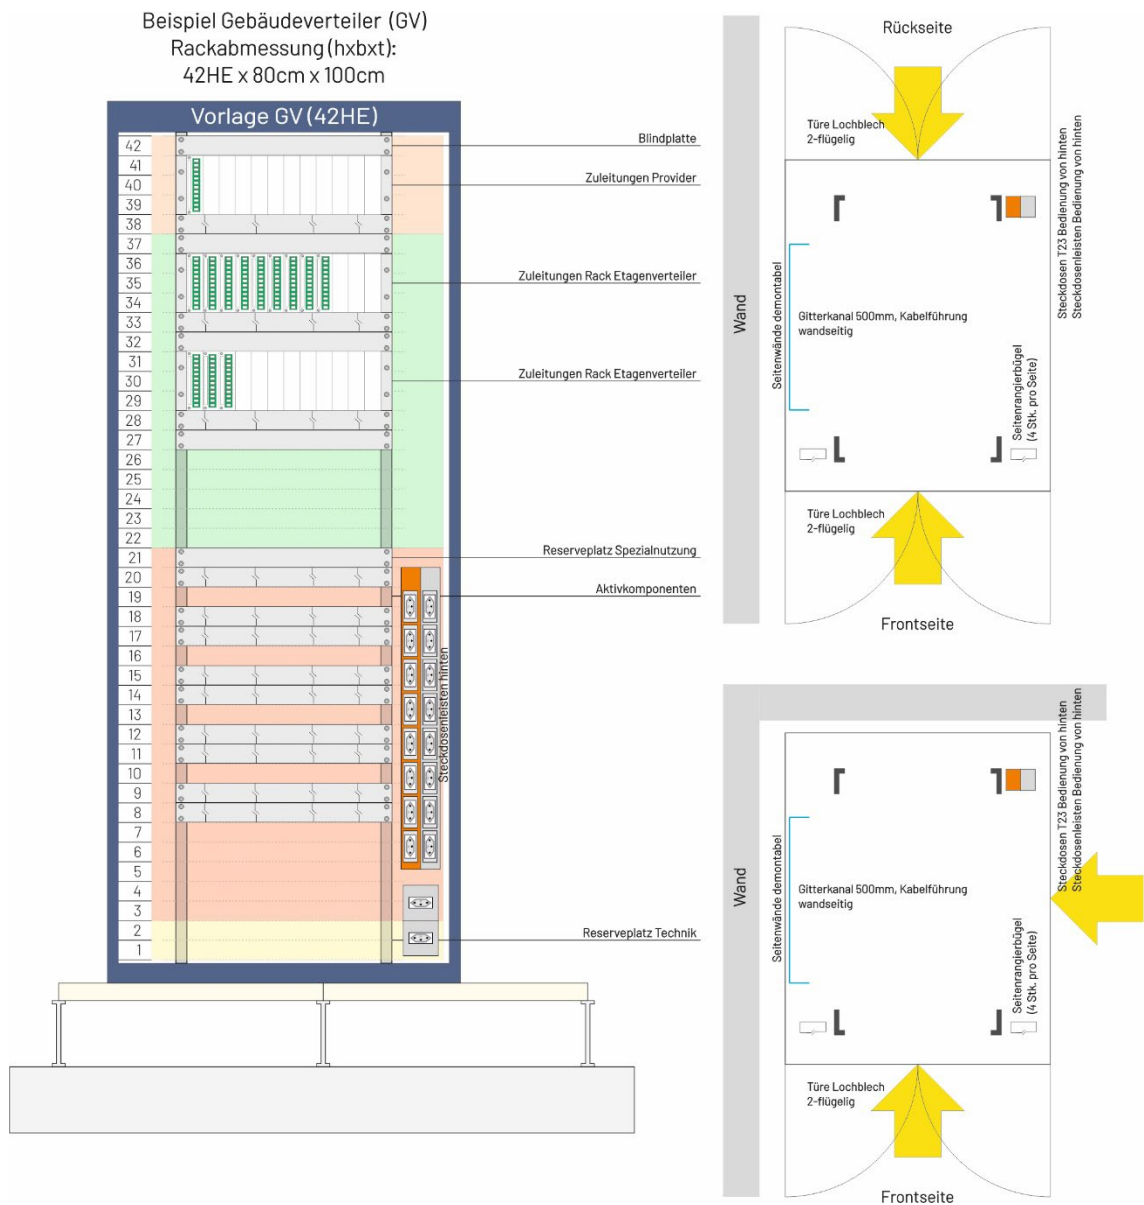 Beispiel Gebäudeverteiler (GV)
Rackabmessung (hxbxt):
42HE x 80cm x 100cm
Vorlage GV (42HE)
42
41
40
39
38
37
36
35
34
33
32
31
30
29
28
27
26
25
24
23
22
21
20
19
18
17
16
15
14
13
12
11
10
9
8
7
6
5
4
3
2
1
Blindplatte
Zuleitungen Provider
Zuleitungen Rack Etagenverteiler
Zuleitungen Rack Etagenverteiler
Reserveplatz Spezialnutzung
Aktivkomponenten
Steckdosenleisten hinten
Reserveplatz Technik
Rückseite
Türe Lochblech
2-flügelig
Steckdosen T23 Bedienung von hinten
Steckdosenleisten Bedienung von hinten
Wand
Seitenwände demontabel
Gitterkanal 500mm, Kabelführung
wandseitig
Seitenrangierbügel
(4 Stk. pro Seite)
Türe Lochblech
2-flügelig
Frontseite
Steckdosen T23 Bedienung von hinten
Steckdosenleisten Bedienung von hinten
Wand
Seitenwände demontabel
Gitterkanal 500mm, Kabelführung
wandseitig
Seitenrangierbügel
(4 Stk. pro Seite)
Türe Lochblech
2-flügelig
Frontseite